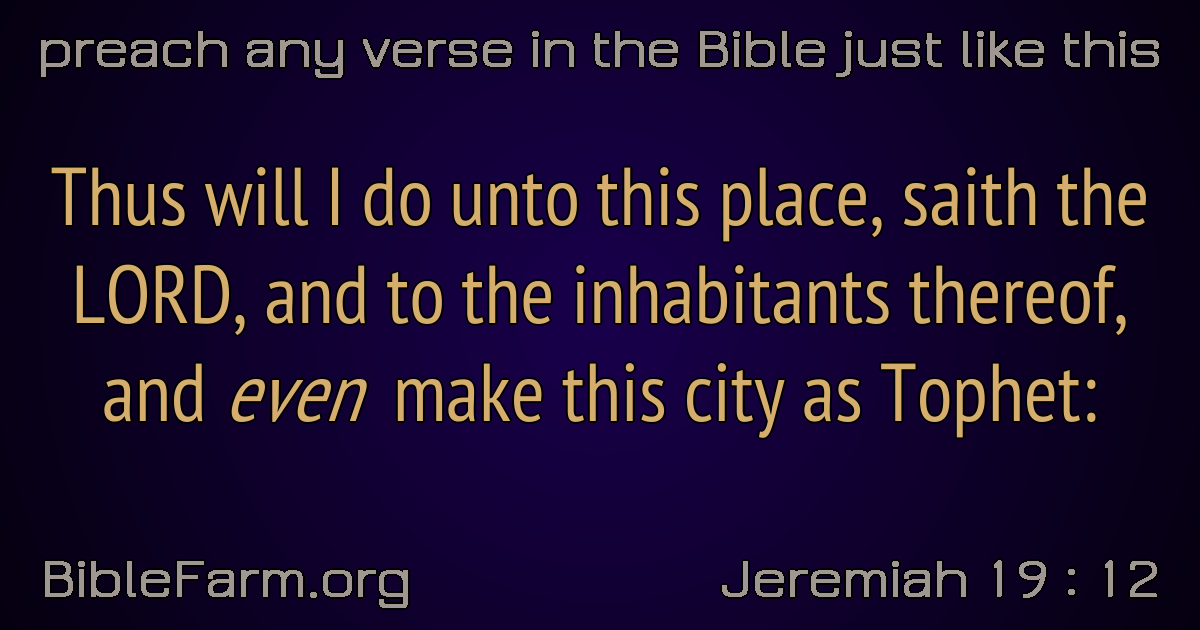 preach any verse in the Bible just like this
Thus will I do unto this place, saith the
LORD, and to the inhabitants thereof,
and even make this city as Tophet:
BibleFarm.org
Jeremiah 19 : 12